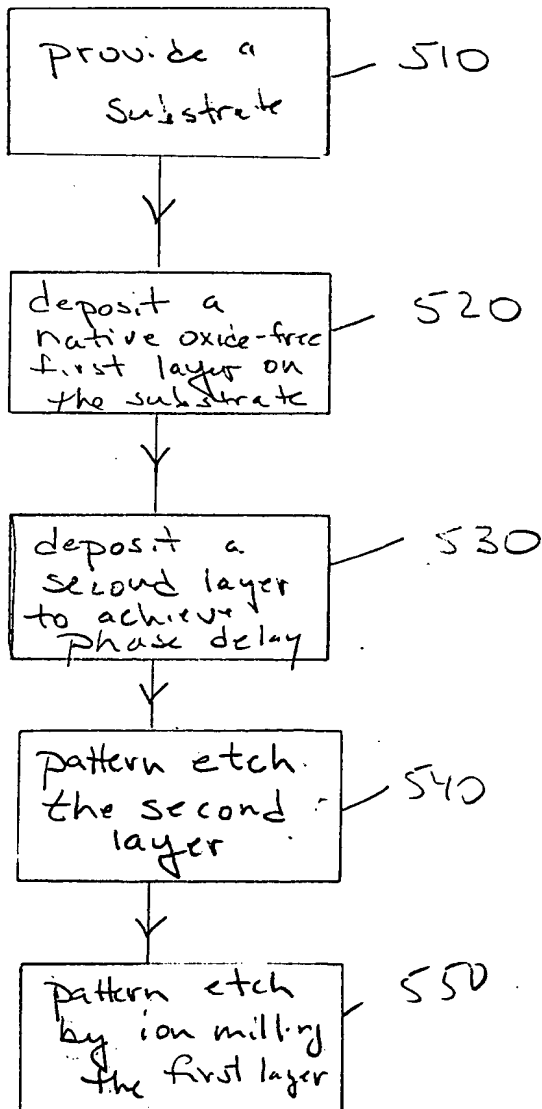 provide a
substrate
510
deposit a
native oxide-free
first layer on
the substrate
520
deposit a
second layer
to achieve
phase delay
530
pattern etch
the second
layer
540
pattern etch
by ion milling
the first layer
550